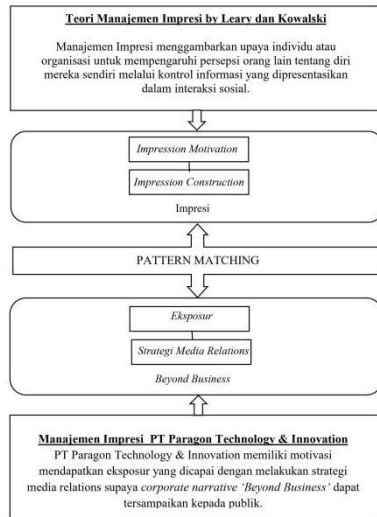 Teori Manajemen Impresi by Leary dan Kowalski
Manajemen Impresi menggambarkan upaya individu atau
organisasi untuk mempengaruhi persepsi orang lain tentang diri
mereka sendiri melalui kontrol informasi yang dipresentasikan
dalam interaksi sosial.
Impression Motivation
Impression Construction
Impresi
PATTERN MATCHING
Eksposur
Strategi Media Relations
Beyond Business
Manajemen Impresi PT Paragon Technology & Innovation
PT Paragon Technology & Innovation memiliki motivasi
mendapatkan eksposur yang dicapai dengan melakukan strategi
media relations supaya corporate narrative ‘Beyond Business’ dapat
tersampaikan kepada publik.